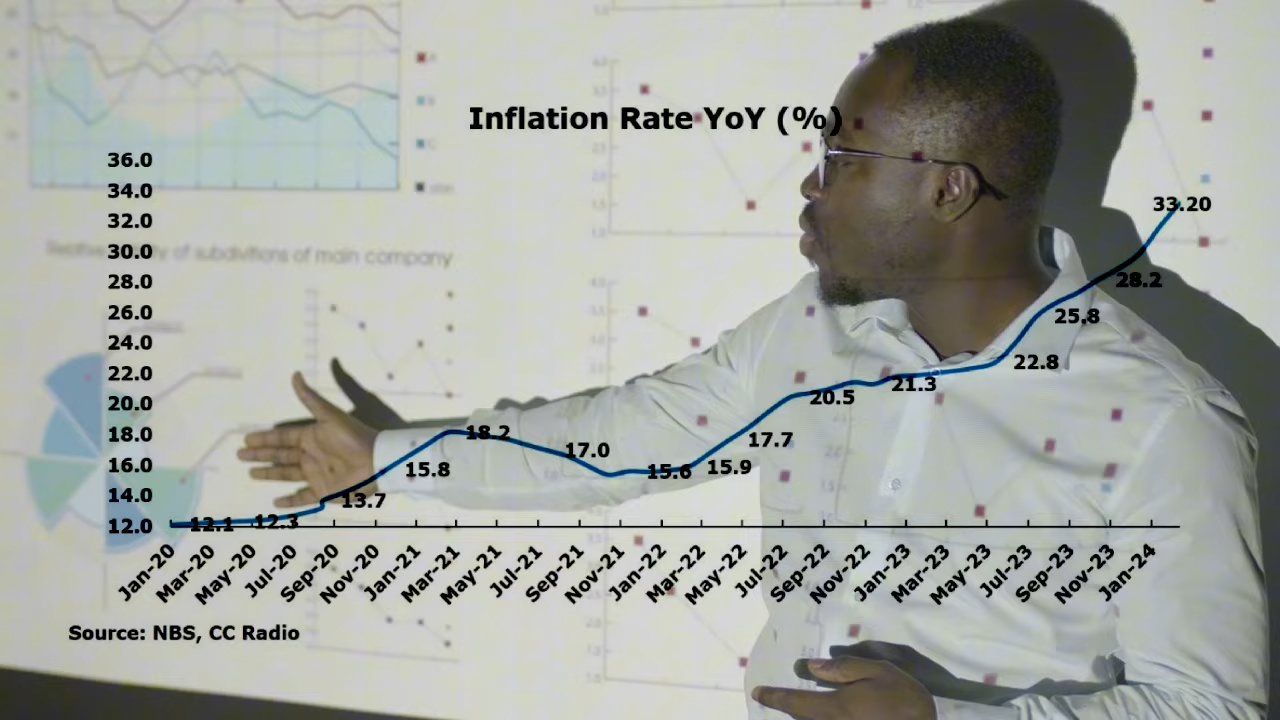 Inflation Rate YoY (%)
36.0
34.0
32.0
30.0
28.0
26.0
24.0
22.0
20.0
18.0
16.0
14.0
12.0
12.1
12.3
13.7
15.8
18.2
17.0
15.6
15.9
17.7
20.5
21.3
22.8
25.8
28.2
33.20
Jan-20
Mar-20
May-20
Jul-20
Sep-20
Nov-20
Jan-21
Mar-21
May-21
Jul-21
Sep-21
Nov-21
Jan-22
Mar-22
May-22
Jul-22
Sep-22
Nov-22
Jan-23
Mar-23
May-23
Jul-23
Sep-23
Nov-23
Jan-24
Source: NBS, CC Radio
of subdivitions of main company